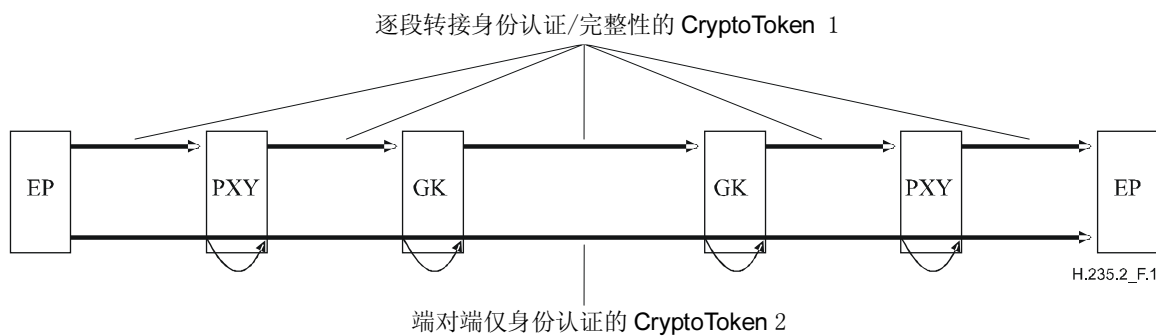 逐段转接身份认证/完整性的 CryptoToken 1
EP
PXY
GK
GK
PXY
EP
H.235.2_F.1
端对端仅身份认证的 CryptoToken 2